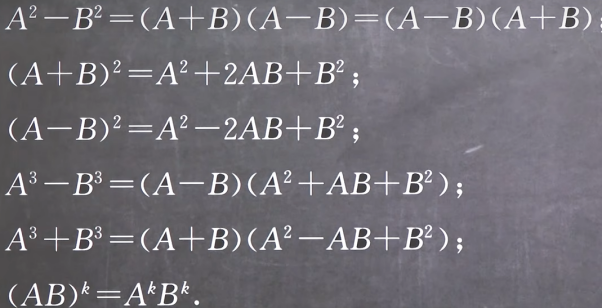 A²－B²＝(A＋B)(A－B)＝(A－B)(A＋B)；
(A＋B)²＝A²＋2AB＋B²；
(A－B)²＝A²－2AB＋B²；
A³－B³＝(A－B)(A²＋AB＋B²)；
A³＋B³＝(A＋B)(A²－AB＋B²)；
(AB)ᵏ＝AᵏBᵏ.